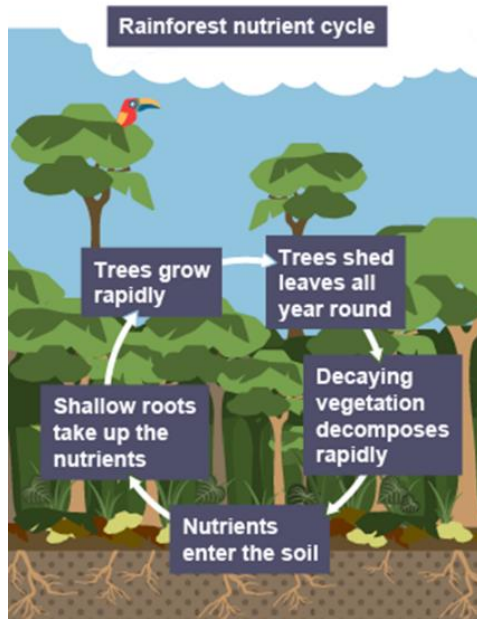 Rainforest nutrient cycle
Trees grow
rapidly
Trees shed
leaves all
year round
Decaying
vegetation
decomposes
rapidly
Nutrients
enter the soil
Shallow roots
take up the
nutrients